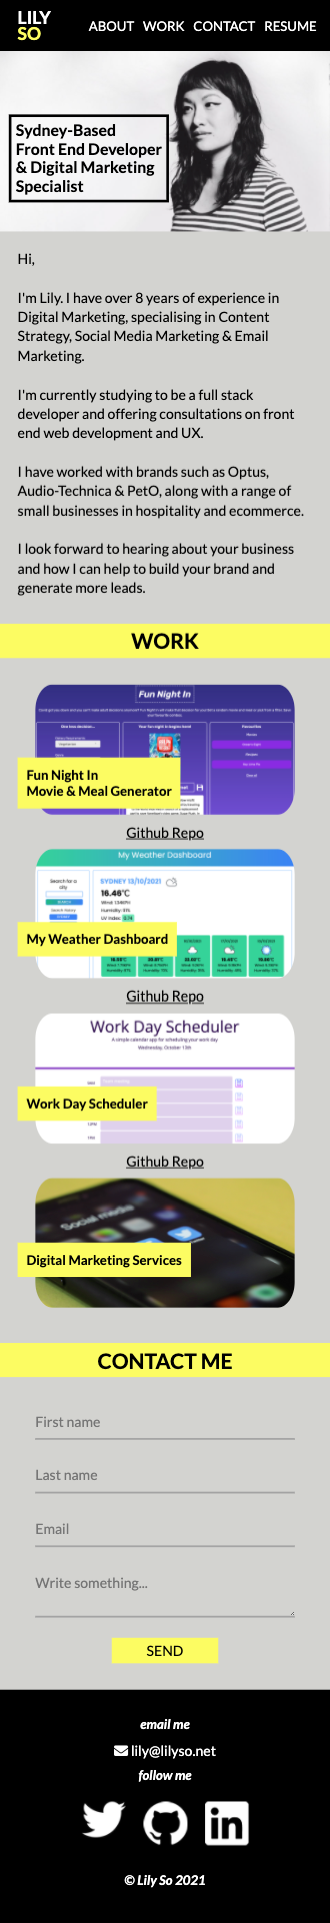 LILY
SO
ABOUT WORK CONTACT RESUME
Sydney-Based
Front End Developer
& Digital Marketing
Specialist
Hi,
I'm Lily. I have over 8 years of experience in
Digital Marketing, specialising in Content
Strategy, Social Media Marketing & Email
Marketing.
I'm currently studying to be a full stack
developer and offering consultations on front
end web development and UX.
I have worked with brands such as Optus,
Audio-Technica & PetO, along with a range of
small businesses in hospitality and ecommerce.
I look forward to hearing about your business
and how I can help to build your brand and
generate more leads.
WORK
Fun Night In
Fun Night In
Movie & Meal Generator
Github Repo
My Weather Dashboard
Search for a
city
SYDNEY 13/10/2021
16.46°C
My Weather Dashboard
Github Repo
Work Day Scheduler
A simple calendar app for scheduling your work day
Wednesday, October 13th
Work Day Scheduler
Github Repo
Social media
Digital Marketing Services
CONTACT ME
First name
Last name
Email
Write something...
SEND
email me
lily@lilyso.net
follow me
© Lily So 2021